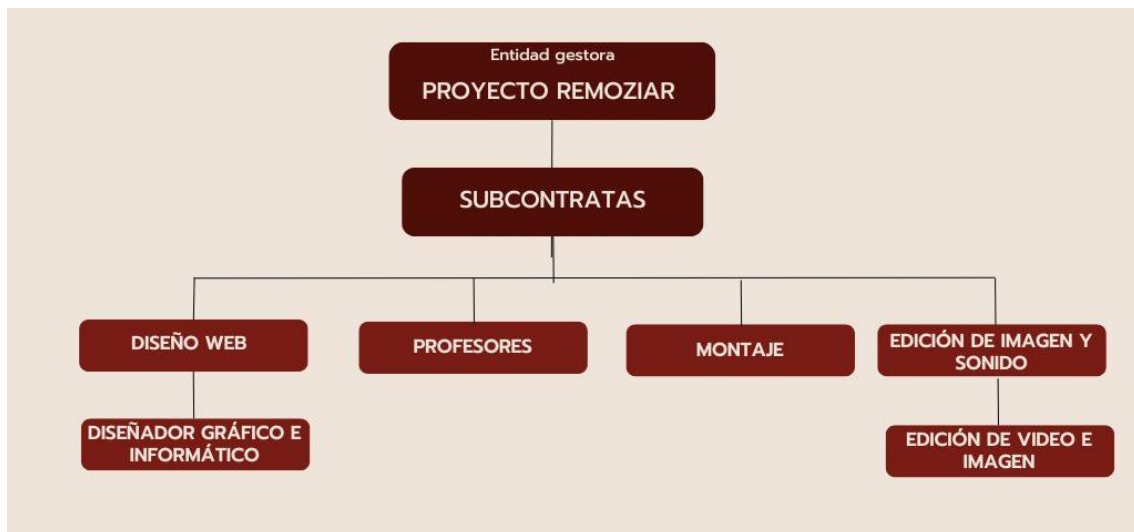 Entidad gestora
PROYECTO REMOZIAR
SUBCONTRATAS
DISEÑO WEB
PROFESORES
MONTAJE
EDICIÓN DE IMAGEN Y
SONIDO
DISEÑADOR GRÁFICO E
INFORMÁTICO
EDICIÓN DE VIDEO E
IMAGEN